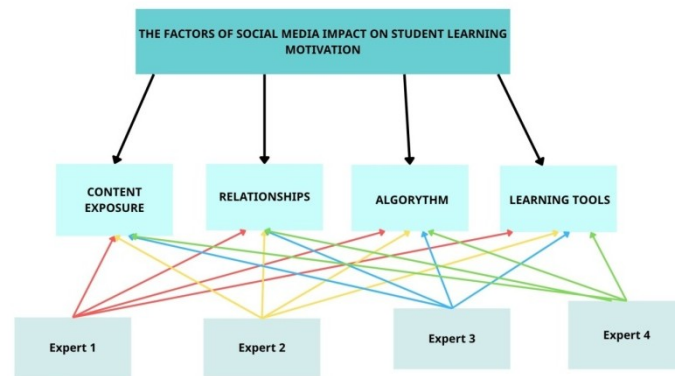 THE FACTORS OF SOCIAL MEDIA IMPACT ON STUDENT LEARNING
MOTIVATION
CONTENT
EXPOSURE
RELATIONSHIPS
ALGORYTHM
LEARNING TOOLS
Expert 1
Expert 2
Expert 3
Expert 4